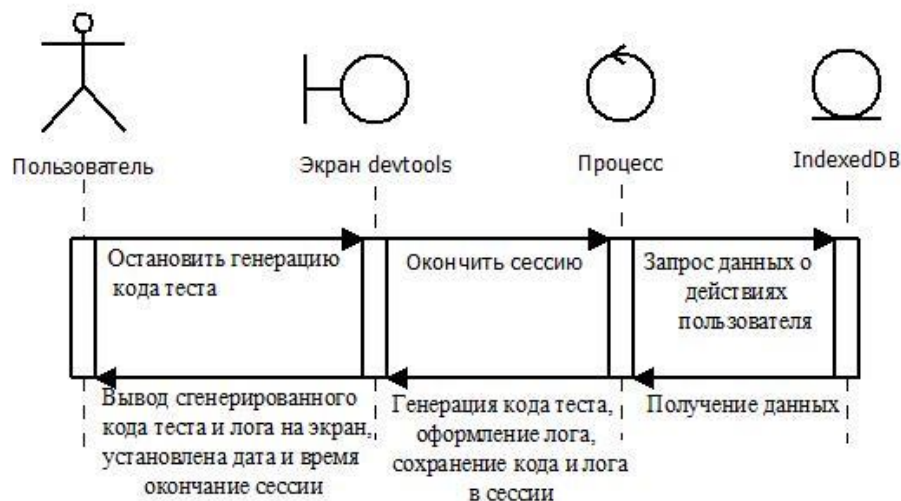 Пользователь
Экран devtools
Процесс
IndexedDB
Остановить генерацию
кода теста
Окончить сессию
Запрос данных о
действиях
пользователя
Вывод сгенерированного
кода теста и лога на экран,
установлена дата и время
окончание сессии
Генерация кода теста,
оформление лога,
сохранение кода и лога
в сессии
Получение данных